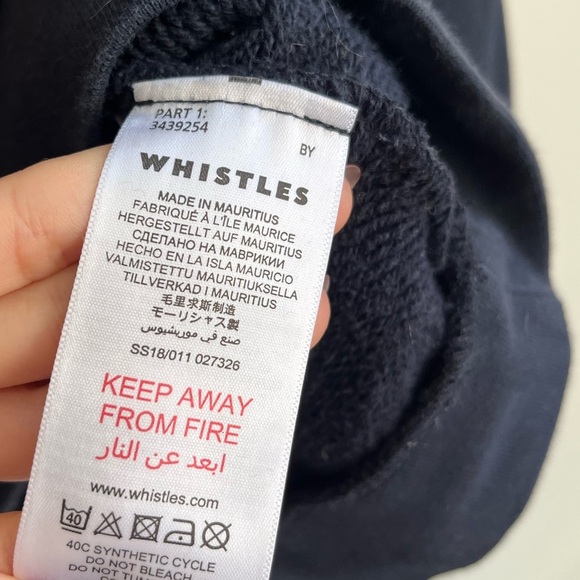 PART 1:
3439254
BY
WHISTLES
MADE IN MAURITIUS
FABRIQUÉ À L'ÎLE MAURICE
HERGESTELLT AUF MAURITIUS
СДЕЛАНО НА МАВРИКИИ
HECHO EN LA ISLA MAURICIO
VALMISTETTU MAURITIUKSELLA
TILLVERKAD I MAURITIUS
毛里求斯制造
モーリシャス製
صنع في موريشيوس
SS18/011 027326
KEEP AWAY
FROM FIRE
ابعد عن النار
www.whistles.com
40
40C SYNTHETIC CYCLE
DO NOT BLEACH
DO NOT